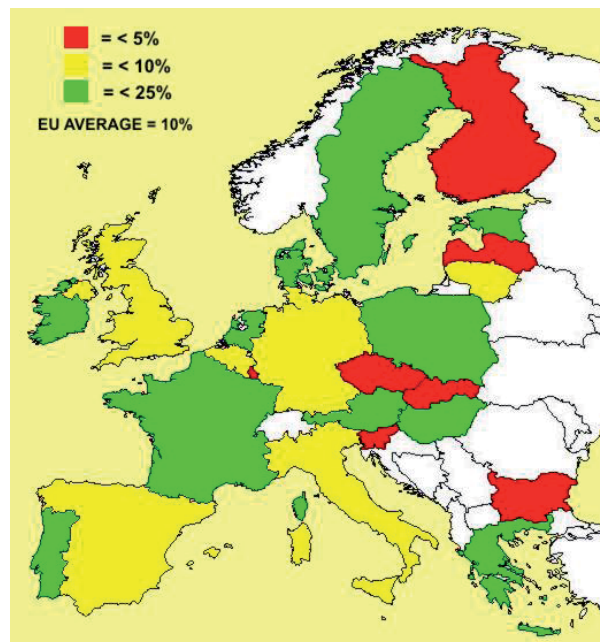 = < 5%
= < 10%
= < 25%
EU AVERAGE = 10%